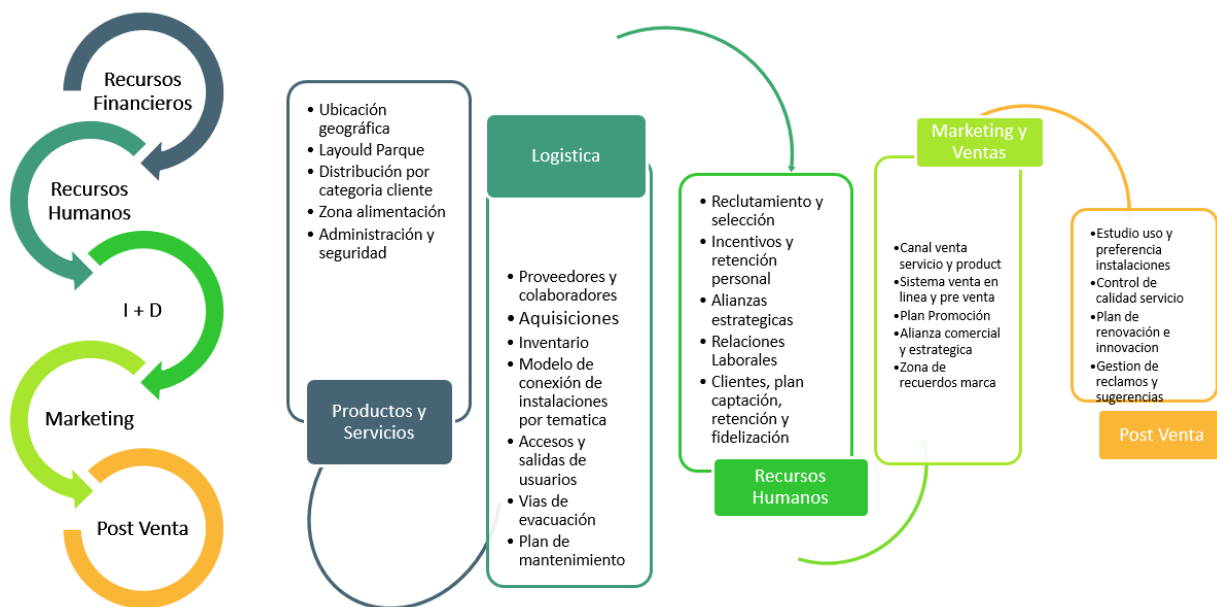 Recursos
Financieros
Recursos
Humanos
I + D
Marketing
Post Venta
• Ubicación
geográfica
• Layould Parque
• Distribución por
categoria cliente
• Zona alimentación
• Administración y
seguridad
Productos y
Servicios
Logistica
• Proveedores y
colaboradores
• Aquisiciones
• Inventario
• Modelo de
conexión de
instalaciones
por tematica
• Accesos y
salidas de
usuarios
• Vias de
evacuación
• Plan de
mantenimiento
• Reclutamiento y
selección
• Incentivos y
retención
personal
• Alianzas
estrategicas
• Relaciones
Laborales
• Clientes, plan
captación,
retención y
fidelización
Recursos
Humanos
Marketing y
Ventas
• Canal venta
servicio y product
• Sistema venta en
linea y pre venta
• Plan Promoción
• Alianza comercial
y estrategica
• Zona de
recuerdos marca
• Estudio uso y
preferencia
instalaciones
• Control de
calidad servicio
• Plan de
renovación e
innovacion
• Gestion de
reclamos y
sugerencias
Post Venta